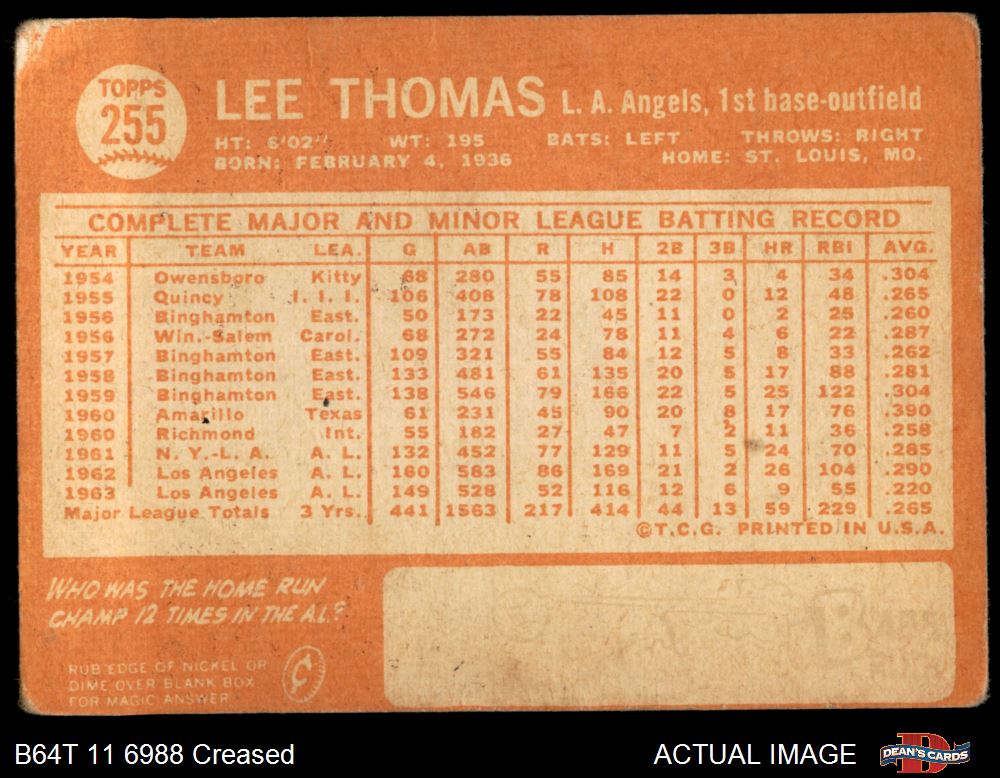 TOPPS
255
LEE THOMAS L. A. Angels, 1st base-outfield
HT: 6'02" WT: 195 BATS: LEFT THROWS: RIGHT
BORN: FEBRUARY 4, 1936 HOME: ST. LOUIS, MO.
COMPLETE MAJOR AND MINOR LEAGUE BATTING RECORD
YEAR TEAM LEA. G AB R H 2B 3B HR RBI AVG.
1954 Owensboro Kitty 68 280 55 85 14 3 4 34 .304
1955 Quincy I. I. I. 106 408 78 108 22 0 12 48 .265
1956 Binghamton East. 50 173 22 45 11 0 2 25 .260
1956 Win.-Salem Carol. 68 272 24 78 11 4 6 22 .287
1957 Binghamton East. 109 321 55 84 12 5 8 33 .262
1958 Binghamton East. 133 481 61 135 20 5 17 88 .281
1959 Binghamton East. 138 546 79 166 22 5 25 122 .304
1960 Amarillo Texas 61 231 45 90 20 8 17 76 .390
1960 Richmond Int. 55 182 27 47 7 2 11 36 .258
1961 N. Y.-L. A. A. L. 132 452 77 129 11 5 24 70 .285
1962 Los Angeles A. L. 160 583 86 169 21 2 26 104 .290
1963 Los Angeles A. L. 149 528 52 116 12 6 9 55 .220
Major League Totals 3 Yrs. 441 1563 217 414 44 13 59 229 .265
©T.C.G. PRINTED IN U.S.A.
WHO WAS THE HOME RUN
CHAMP 12 TIMES IN THE A.L.?
RUB EDGE OF NICKEL OR
DIME OVER BLANK BOX
FOR MAGIC ANSWER
B64T 11 6988 Creased ACTUAL IMAGE
DEAN'S CARDS